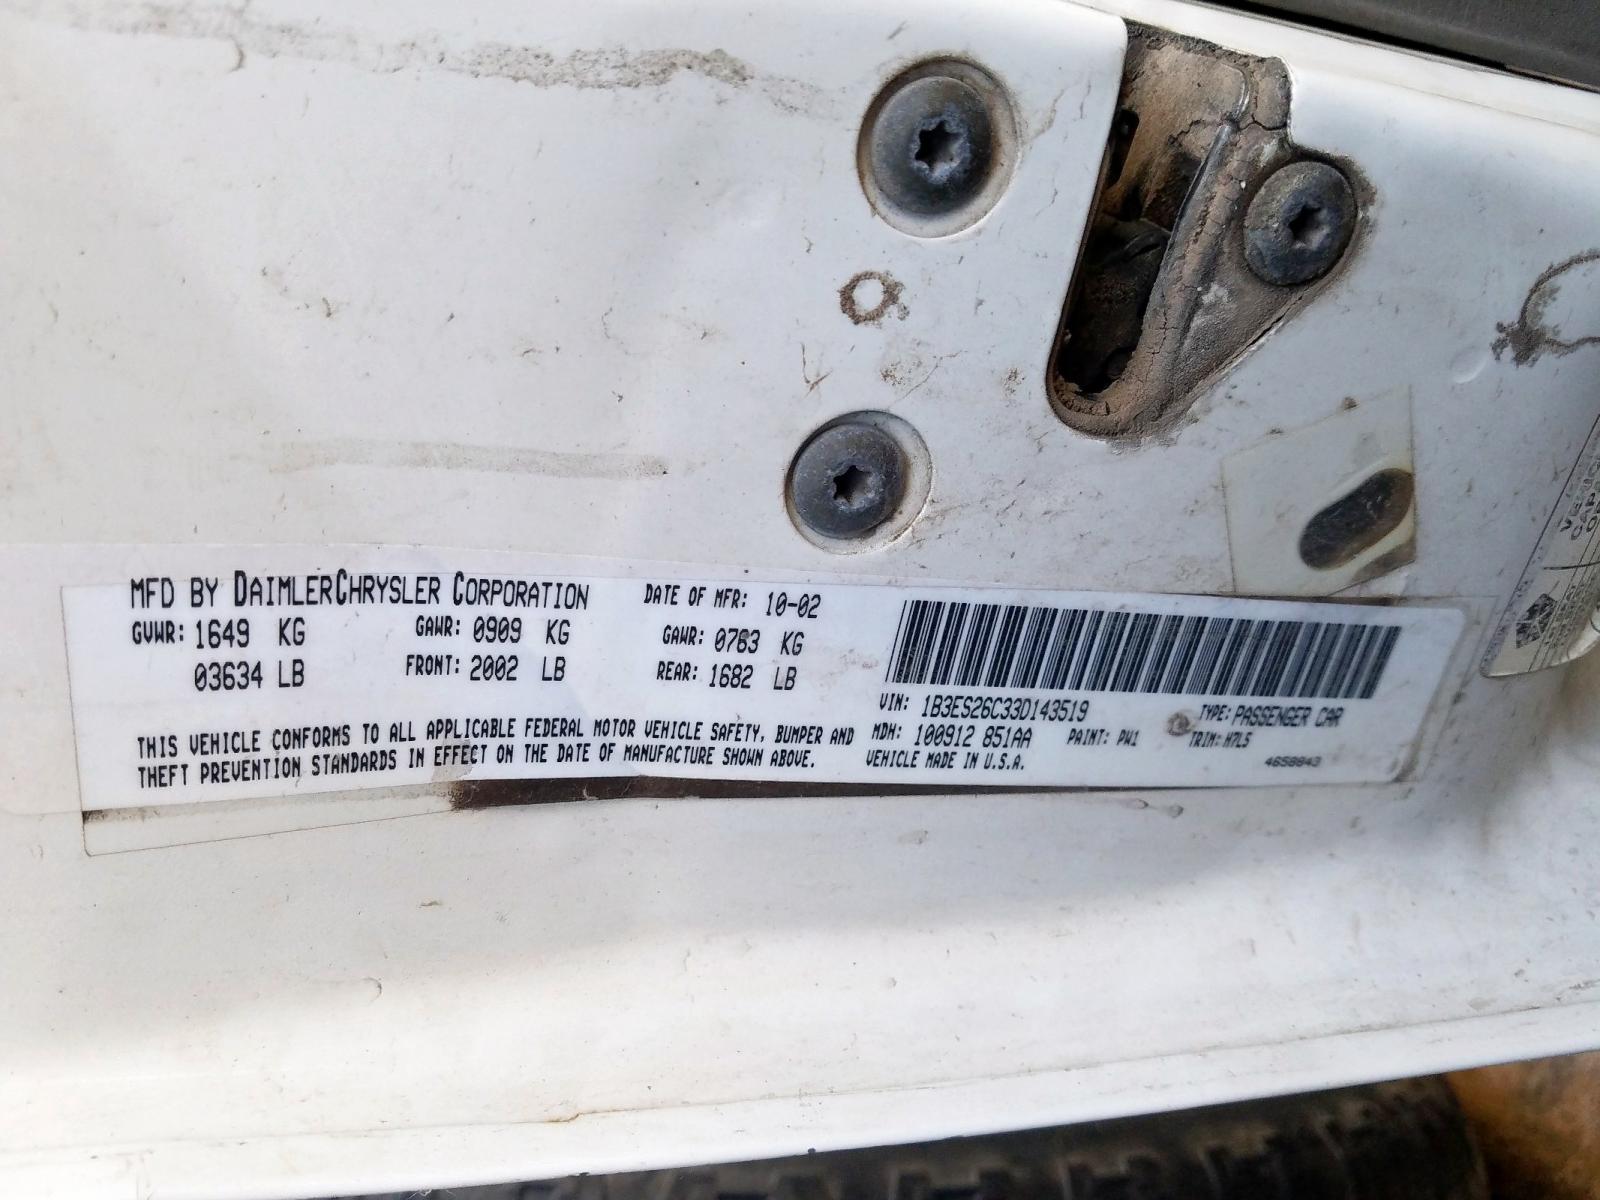 MFD BY DAIMLERCHRYSLER CORPORATION DATE OF MFR: 10-02
GVWR: 1649 KG GAWR: 0909 KG GAWR: 0763 KG
03634 LB FRONT: 2002 LB REAR: 1682 LB
VIN: 1B3ES26C33D143519 TYPE: PASSENGER CAR
THIS VEHICLE CONFORMS TO ALL APPLICABLE FEDERAL MOTOR VEHICLE SAFETY, BUMPER AND MDH: 100912 851AA PAINT: PW1 TRIM: H7L5
THEFT PREVENTION STANDARDS IN EFFECT ON THE DATE OF MANUFACTURE SHOWN ABOVE. VEHICLE MADE IN U.S.A. 4658843